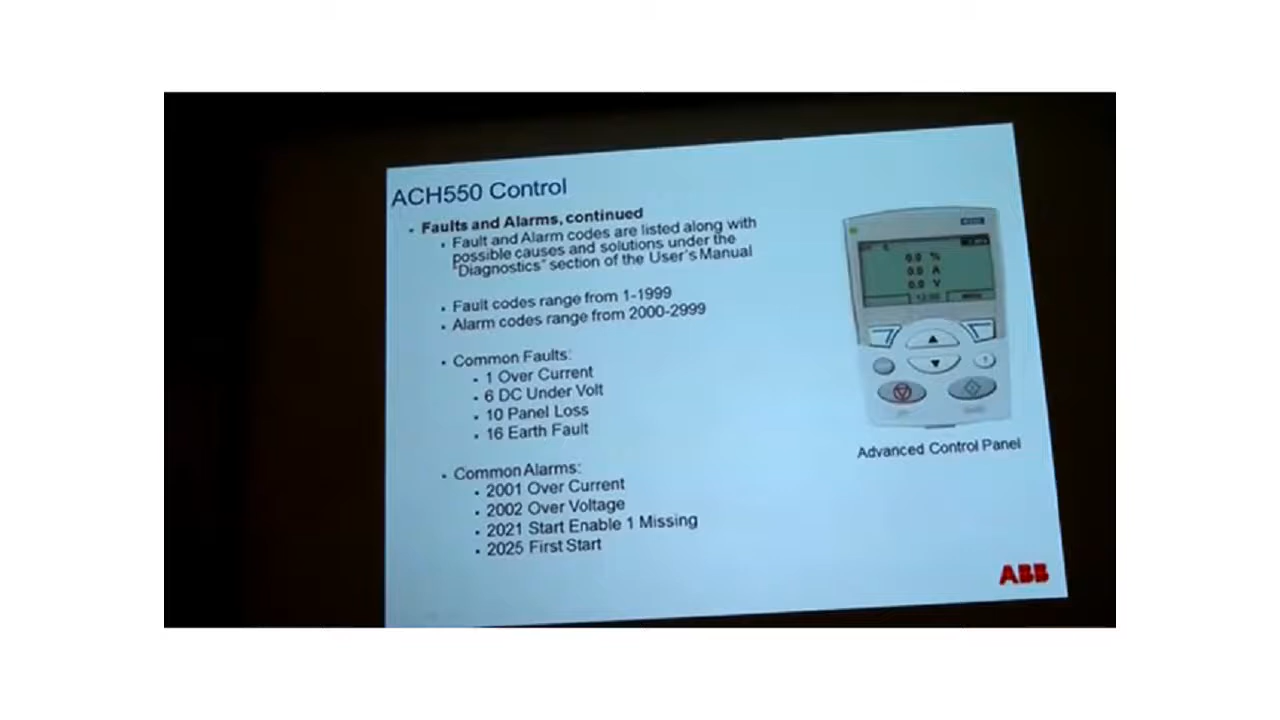 ACH550 Control
• Faults and Alarms, continued
• Fault and Alarm codes are listed along with
possible causes and solutions under the
"Diagnostics" section of the User's Manual
• Fault codes range from 1-1999
• Alarm codes range from 2000-2999
• Common Faults:
• 1 Over Current
• 6 DC Under Volt
• 10 Panel Loss
• 16 Earth Fault
• Common Alarms:
• 2001 Over Current
• 2002 Over Voltage
• 2021 Start Enable 1 Missing
• 2025 First Start
0.0 %
0.0 A
0.0 V
Advanced Control Panel
ABB